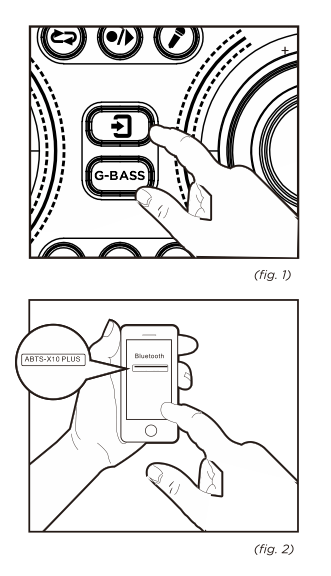 +
G-BASS
(fig. 1)
Bluetooth
ABTS-X10 PLUS
(fig. 2)